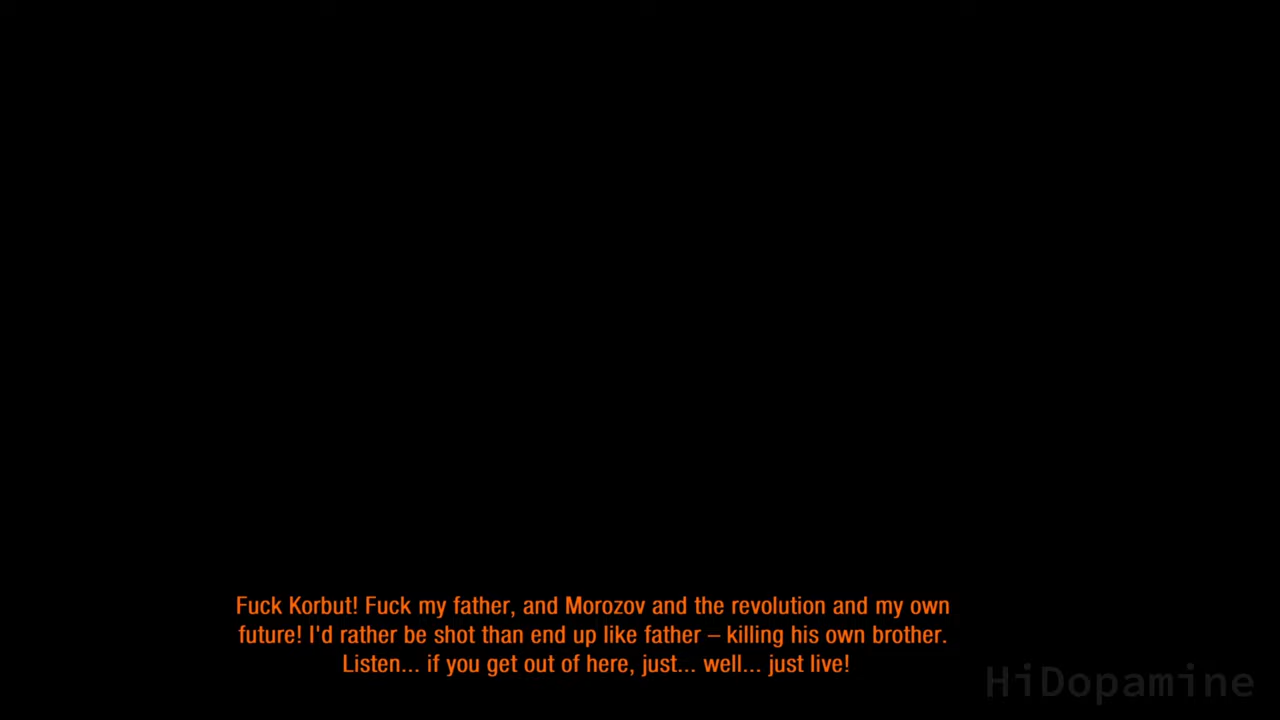 Fuck Korbut! Fuck my father, and Morozov and the revolution and my own
future! I'd rather be shot than end up like father – killing his own brother.
Listen... if you get out of here, just... well... just live!
HiDopamine